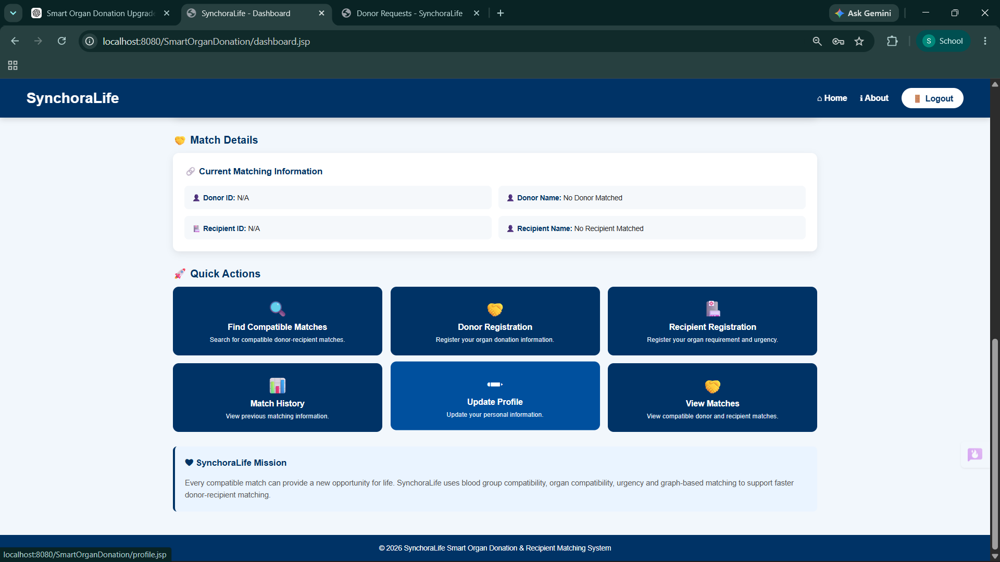 Smart Organ Donation Upgrade
SynchoraLife - Dashboard
Donor Requests - SynchoraLife
Ask Gemini
localhost:8080/SmartOrganDonation/dashboard.jsp
S School
SynchoraLife
Home
About
Logout
Match Details
Current Matching Information
Donor ID: N/A
Donor Name: No Donor Matched
Recipient ID: N/A
Recipient Name: No Recipient Matched
Quick Actions
Find Compatible Matches
Search for compatible donor-recipient matches.
Donor Registration
Register your organ donation information.
Recipient Registration
Register your organ requirement and urgency.
Match History
View previous matching information.
Update Profile
Update your personal information.
View Matches
View compatible donor and recipient matches.
SynchoraLife Mission
Every compatible match can provide a new opportunity for life. SynchoraLife uses blood group compatibility, organ compatibility, urgency and graph-based matching to support faster
donor-recipient matching.
© 2026 SynchoraLife Smart Organ Donation & Recipient Matching System
localhost:8080/SmartOrganDonation/profile.jsp